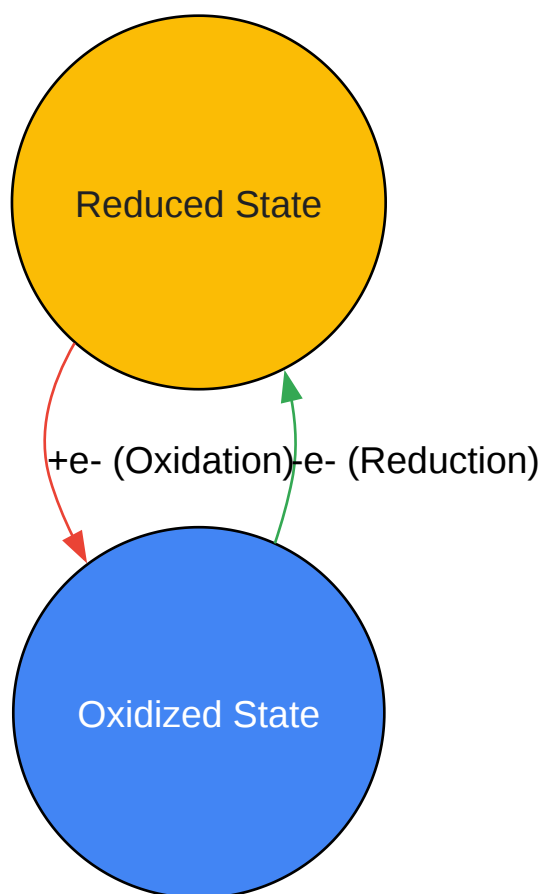 Reduced State
+e- (Oxidation)
-e- (Reduction)
Oxidized State